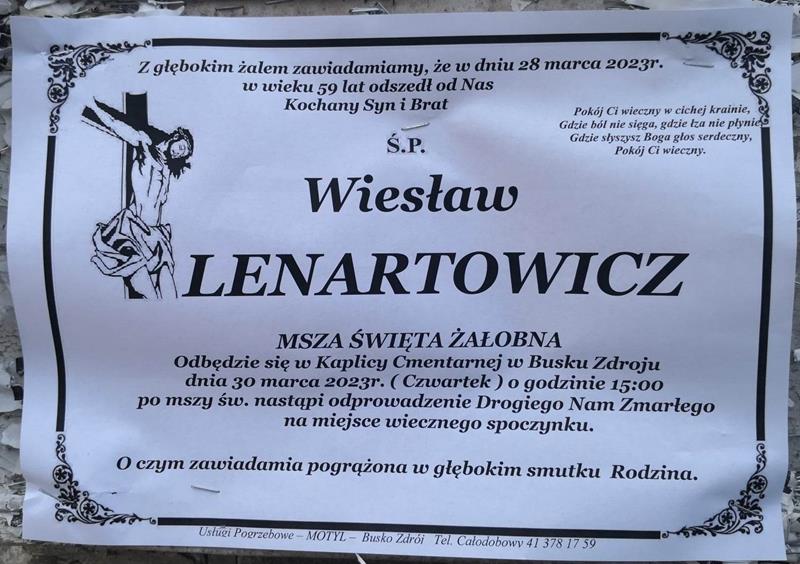 Z głębokim żalem zawiadamiamy, że w dniu 28 marca 2023r.
w wieku 59 lat odszedł od Nas
Kochany Syn i Brat
Pokój Ci wieczny w cichej krainie,
Gdzie ból nie sięga, gdzie łza nie płynie,
Gdzie słyszysz Boga głos serdeczny,
Pokój Ci wieczny.
Ś.P.
Wiesław
LENARTOWICZ
MSZA ŚWIĘTA ŻAŁOBNA
Odbędzie się w Kaplicy Cmentarnej w Busku Zdroju
dnia 30 marca 2023r. ( Czwartek ) o godzinie 15:00
po mszy św. nastąpi odprowadzenie Drogiego Nam Zmarłego
na miejsce wiecznego spoczynku.
O czym zawiadamia pogrążona w głębokim smutku Rodzina.
Usługi Pogrzebowe – MOTYL – Busko Zdrój Tel. Całodobowy 41 378 17 59